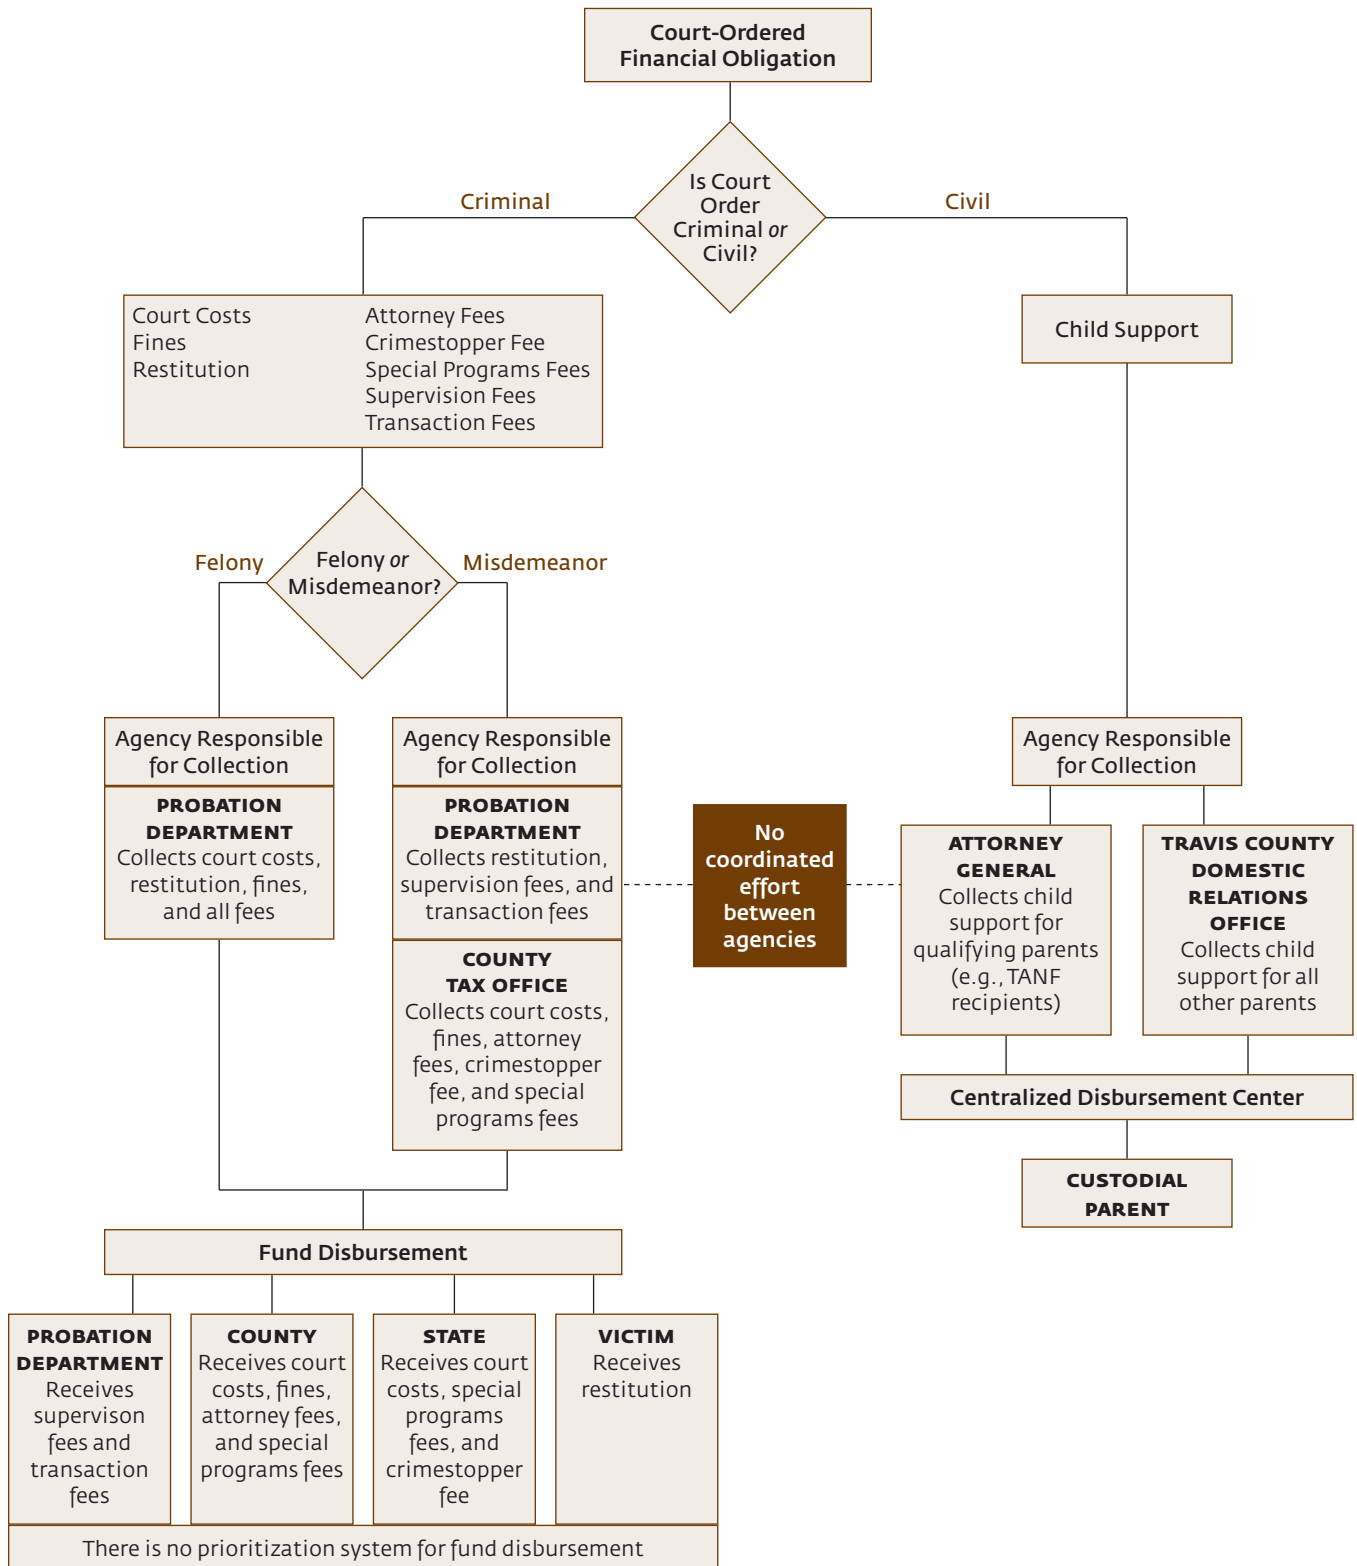 Court-Ordered
Financial Obligation
Is Court
Order
Criminal or
Civil?
Criminal
Civil
Court Costs
Fines
Restitution
Attorney Fees
Crimestopper Fee
Special Programs Fees
Supervision Fees
Transaction Fees
Child Support
Felony or
Misdemeanor?
Felony
Misdemeanor
Agency Responsible
for Collection
PROBATION
DEPARTMENT
Collects court costs,
restitution, fines,
and all fees
Agency Responsible
for Collection
PROBATION
DEPARTMENT
Collects restitution,
supervision fees, and
transaction fees
COUNTY
TAX OFFICE
Collects court costs,
fines, attorney
fees, crimestopper
fee, and special
programs fees
No
coordinated
effort
between
agencies
Agency Responsible
for Collection
ATTORNEY
GENERAL
Collects child
support for
qualifying parents
(e.g., TANF
recipients)
TRAVIS COUNTY
DOMESTIC
RELATIONS
OFFICE
Collects child
support for all
other parents
Centralized Disbursement Center
CUSTODIAL
PARENT
Fund Disbursement
PROBATION
DEPARTMENT
Receives
supervison
fees and
transaction
fees
COUNTY
Receives court
costs, fines,
attorney fees,
and special
programs fees
STATE
Receives court
costs, special
programs
fees, and
crimestopper
fee
VICTIM
Receives
restitution
There is no prioritization system for fund disbursement